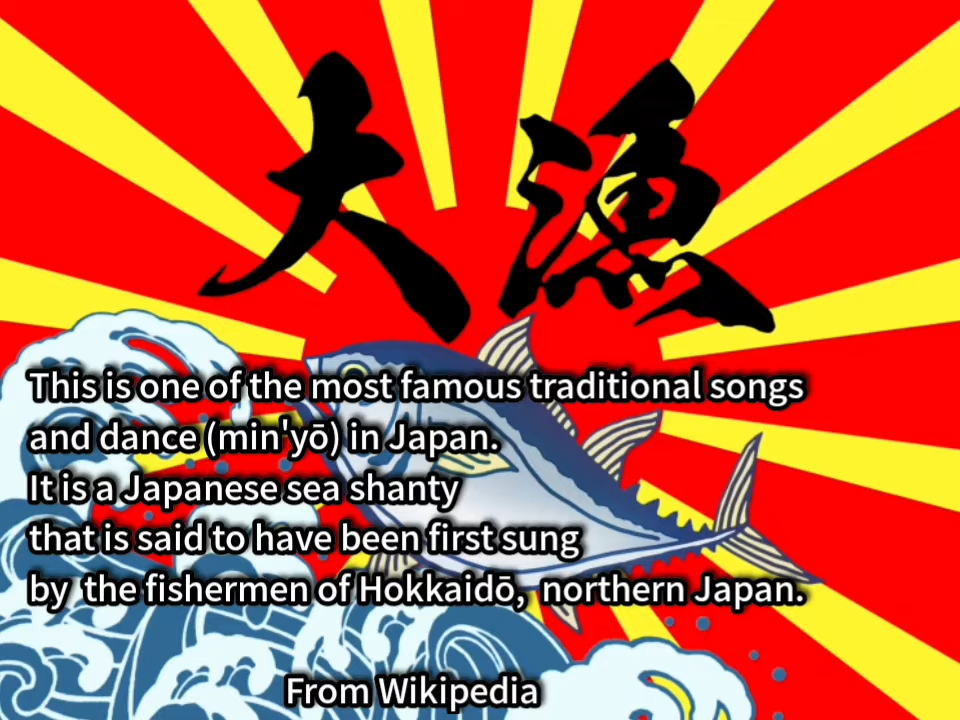 大漁
This is one of the most famous traditional songs
and dance (min'yō) in Japan.
It is a Japanese sea shanty
that is said to have been first sung
by the fishermen of Hokkaidō, northern Japan.
From Wikipedia